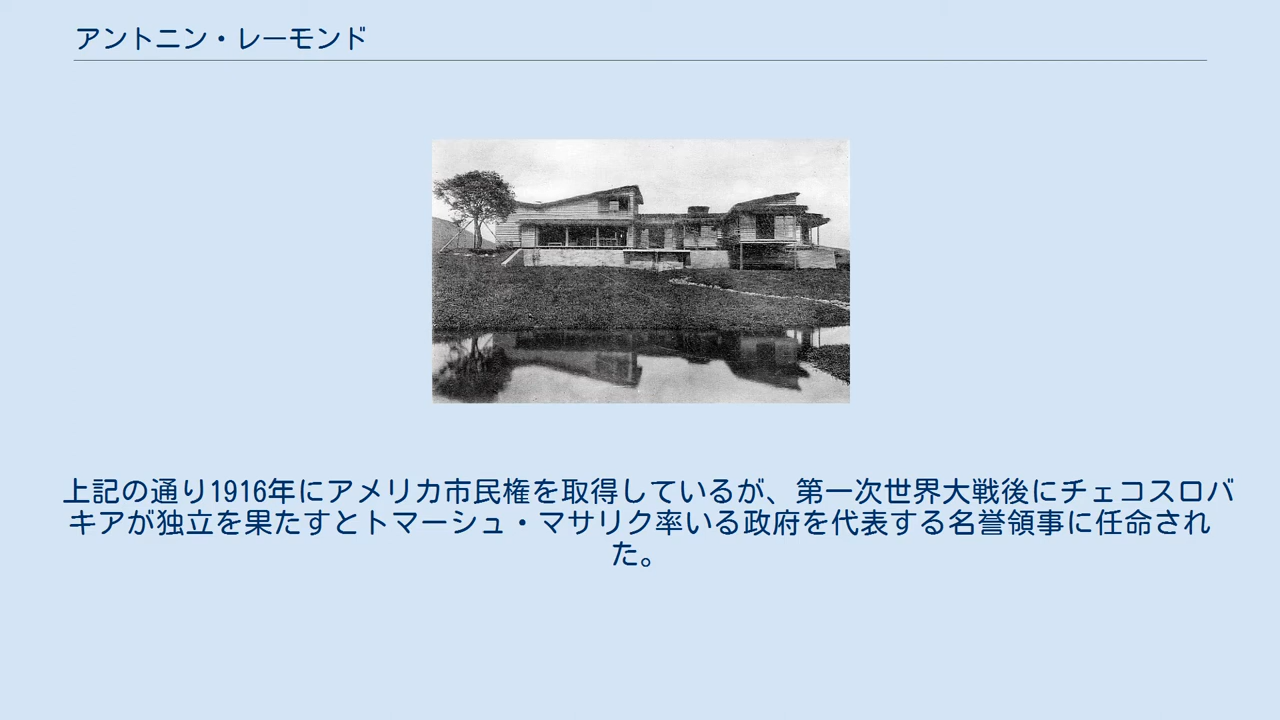 アントニン・レーモンド
上記の通り1916年にアメリカ市民権を取得しているが、第一次世界大戦後にチェコスロバ
キアが独立を果たすとトマーシュ・マサリク率いる政府を代表する名誉領事に任命され
た。